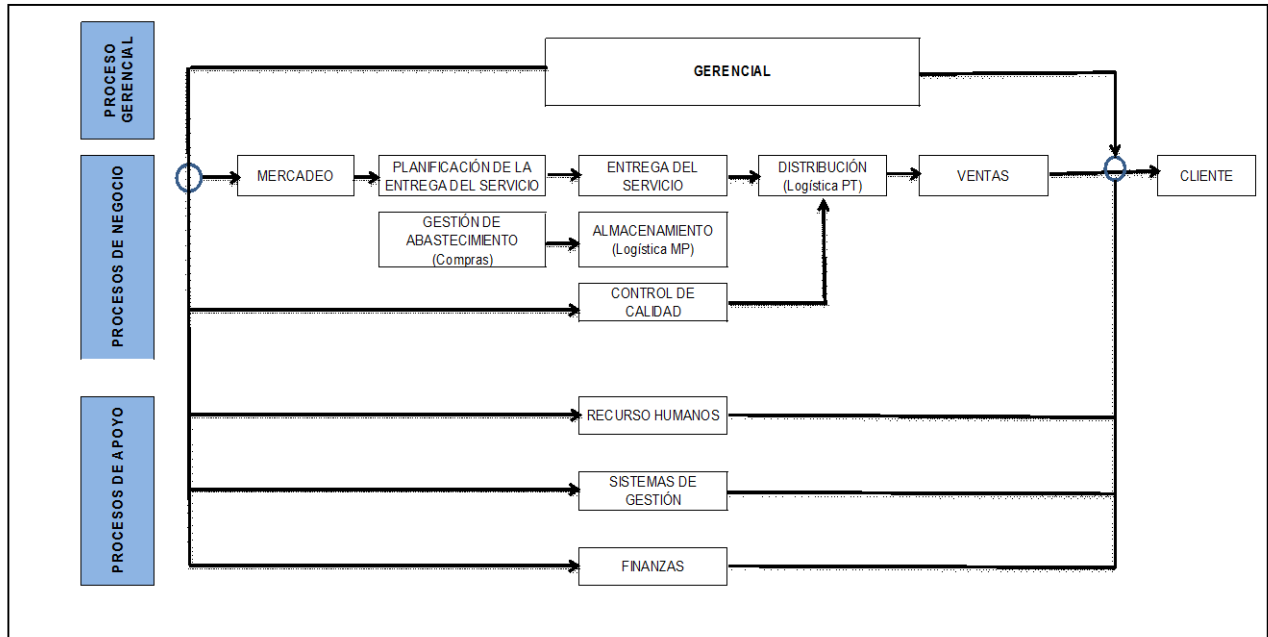 PROCESO
GERENCIAL
GERENCIAL
PROCESOS DE NEGOCIO
MERCADEO
PLANIFICACIÓN DE LA
ENTREGA DEL SERVICIO
ENTREGA DEL
SERVICIO
DISTRIBUCIÓN
(Logística PT)
VENTAS
CLIENTE
GESTIÓN DE
ABASTECIMIENTO
(Compras)
ALMACENAMIENTO
(Logística MP)
CONTROL DE
CALIDAD
PROCESOS DE APOYO
RECURSO HUMANOS
SISTEMAS DE
GESTIÓN
FINANZAS